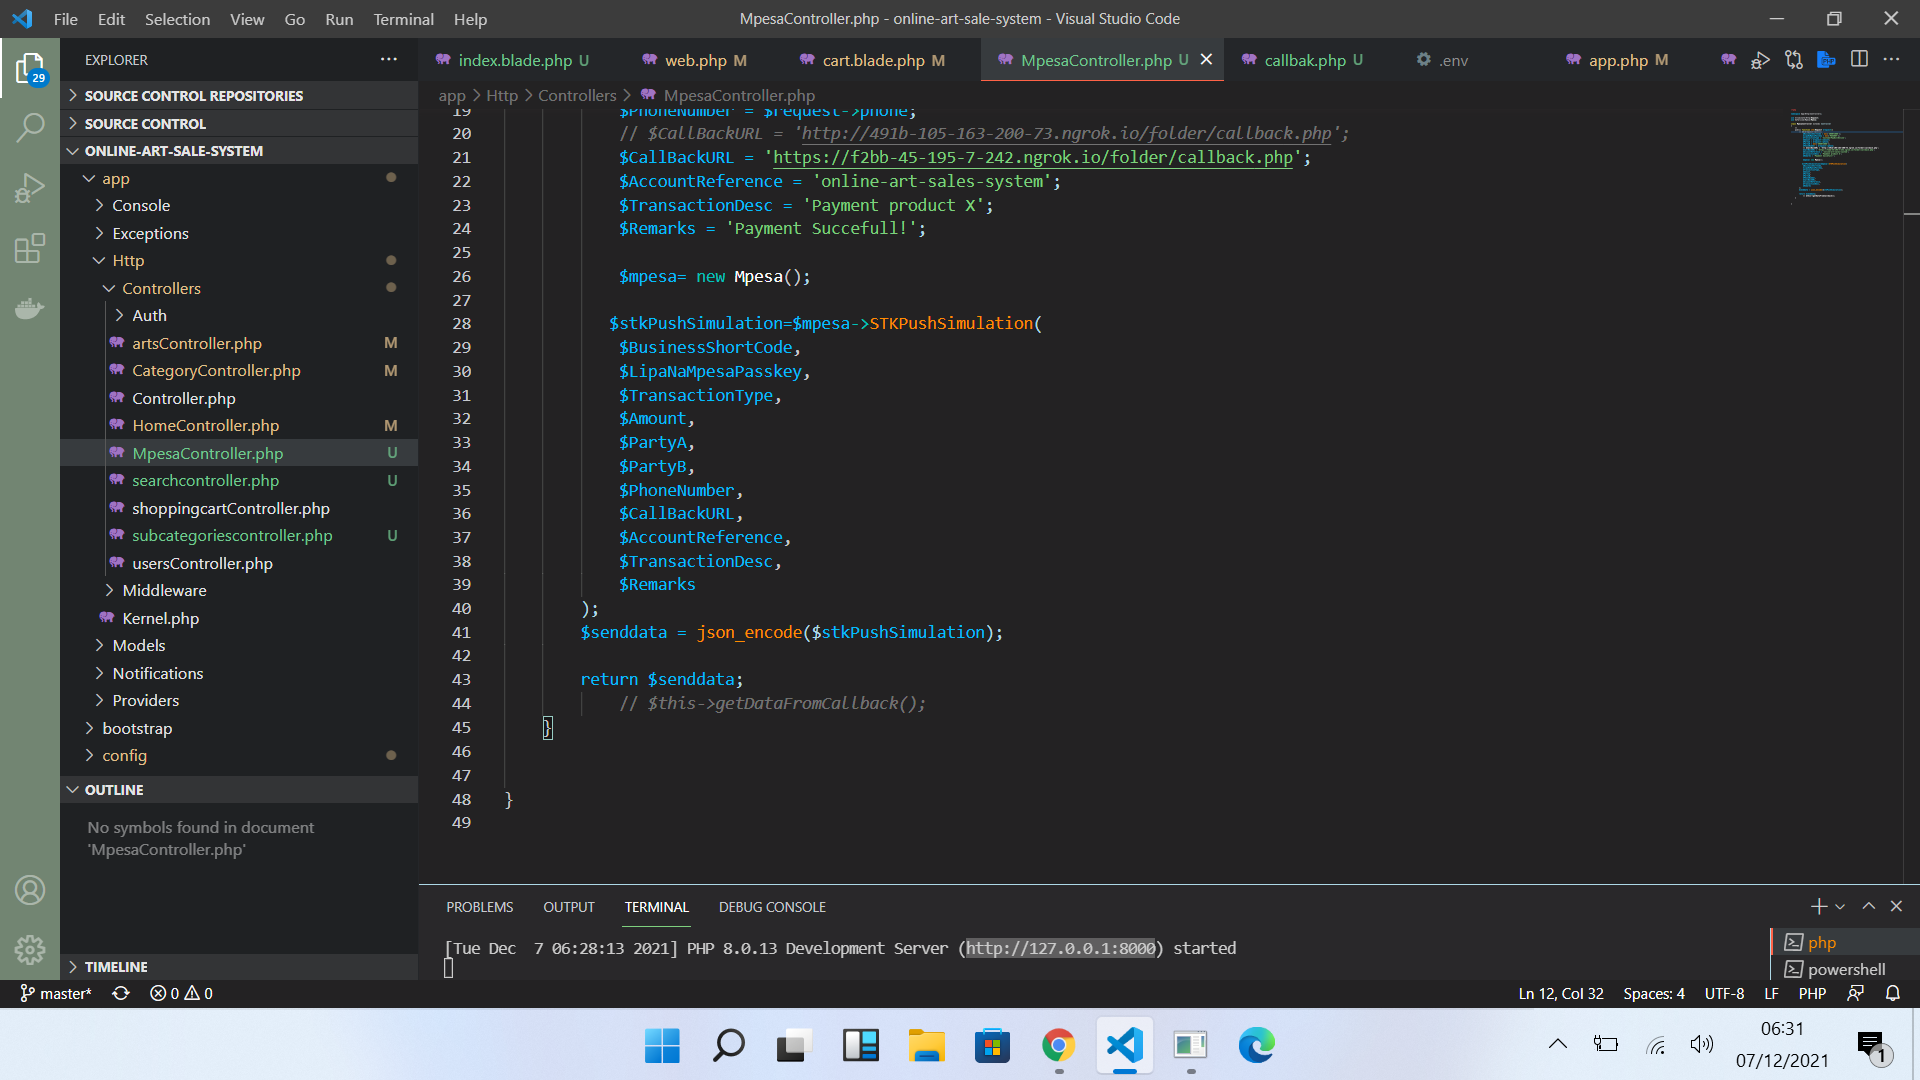 File Edit Selection View Go Run Terminal Help
MpesaController.php - online-art-sale-system - Visual Studio Code
EXPLORER
29
SOURCE CONTROL REPOSITORIES
SOURCE CONTROL
ONLINE-ART-SALE-SYSTEM
app
Console
Exceptions
Http
Controllers
Auth
artsController.php M
CategoryController.php M
Controller.php
HomeController.php M
MpesaController.php U
searchcontroller.php U
shoppingcartController.php
subcategoriescontroller.php U
usersController.php
Middleware
Kernel.php
Models
Notifications
Providers
bootstrap
config
OUTLINE
No symbols found in document
'MpesaController.php'
TIMELINE
index.blade.php U
web.php M
cart.blade.php M
MpesaController.php U
callbak.php U
.env
app.php M
app > Http > Controllers > MpesaController.php
19 $PhoneNumber = $request->phone;
20 // $CallBackURL = 'http://491b-105-163-200-73.ngrok.io/folder/callback.php';
21 $CallBackURL = 'https://f2bb-45-195-7-242.ngrok.io/folder/callback.php';
22 $AccountReference = 'online-art-sales-system';
23 $TransactionDesc = 'Payment product X';
24 $Remarks = 'Payment Succefull!';
25
26 $mpesa= new Mpesa();
27
28 $stkPushSimulation=$mpesa->STKPushSimulation(
29 $BusinessShortCode,
30 $LipaNaMpesaPasskey,
31 $TransactionType,
32 $Amount,
33 $PartyA,
34 $PartyB,
35 $PhoneNumber,
36 $CallBackURL,
37 $AccountReference,
38 $TransactionDesc,
39 $Remarks
40 );
41 $senddata = json_encode($stkPushSimulation);
42
43 return $senddata;
44 // $this->getDataFromCallback();
45 }
46
47
48 }
49
PROBLEMS OUTPUT TERMINAL DEBUG CONSOLE
[Tue Dec  7 06:28:13 2021] PHP 8.0.13 Development Server (http://127.0.0.1:8000) started
php
powershell
master* 0 0
Ln 12, Col 32 Spaces: 4 UTF-8 LF PHP
06:31
07/12/2021
1